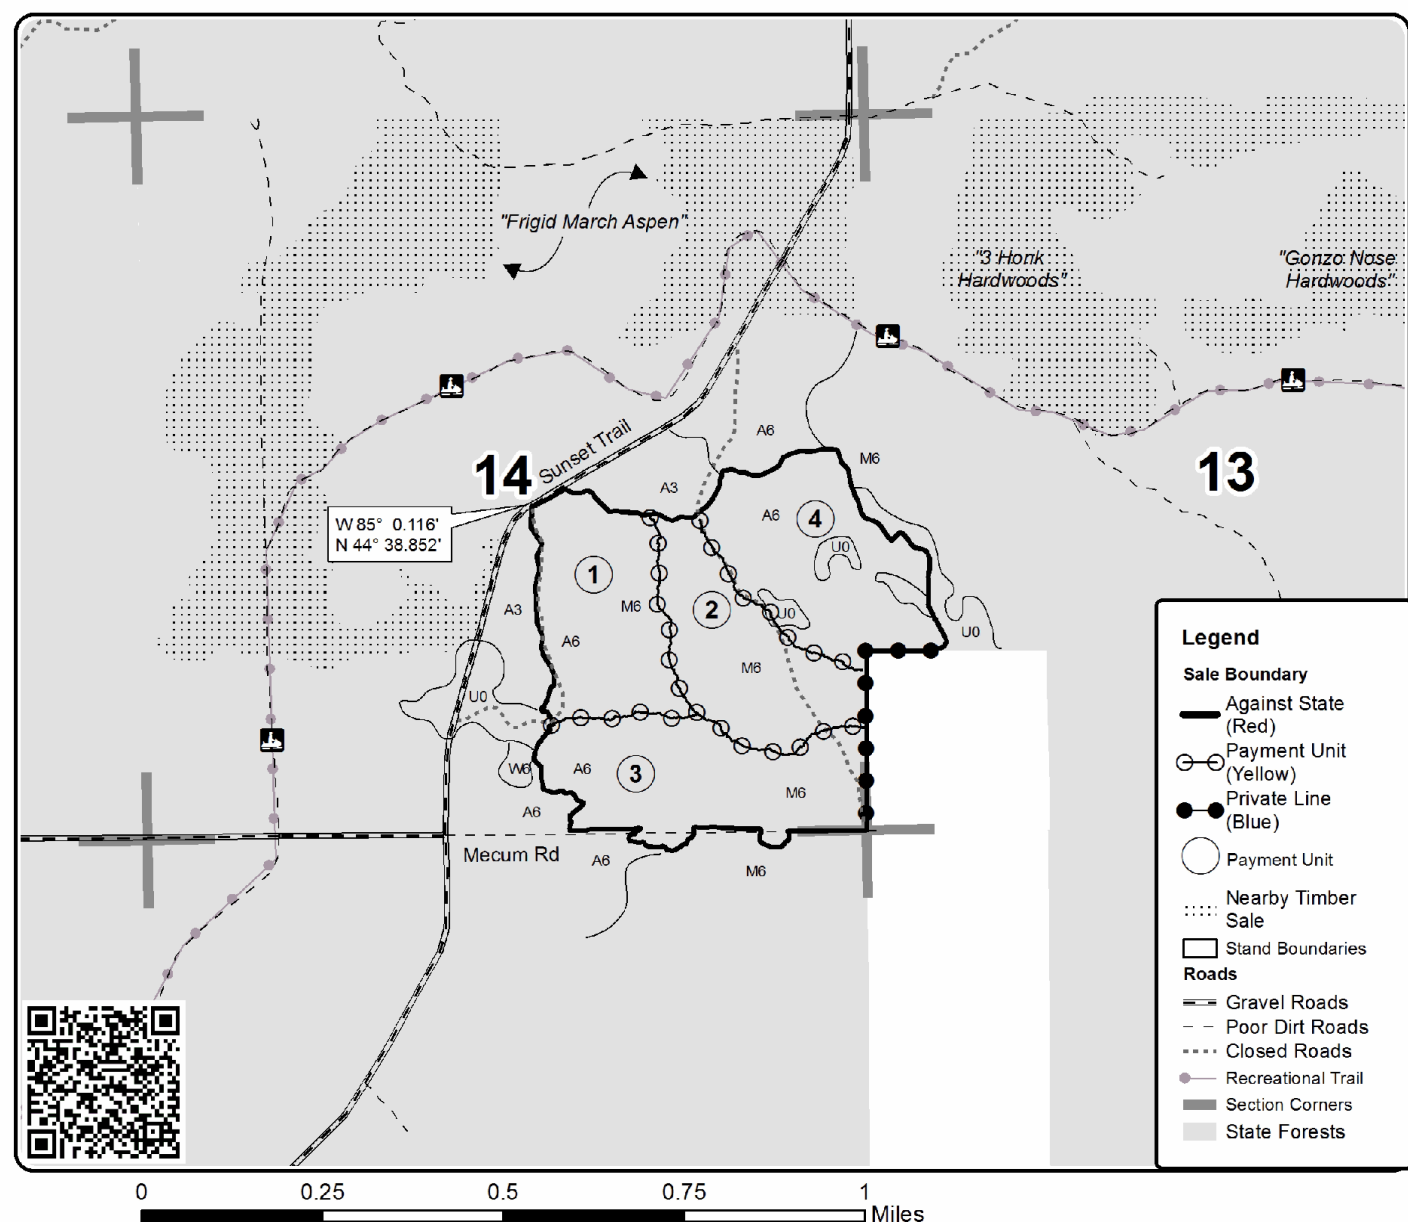 "Frigid March Aspen"
"3 Honk
Hardwoods"
"Gonzo Nose
Hardwoods"
Sunset Trail
14
13
W 85° 0.116'
N 44° 38.852'
A6
M6
A3
A6
4
U0
1
M6
2
U0
A3
A6
M6
U0
U0
W6
A6
3
M6
A6
Mecum Rd
A6
M6
Legend
Sale Boundary
Against State
(Red)
Payment Unit
(Yellow)
Private Line
(Blue)
Payment Unit
Nearby Timber
Sale
Stand Boundaries
Roads
Gravel Roads
Poor Dirt Roads
Closed Roads
Recreational Trail
Section Corners
State Forests
0 0.25 0.5 0.75 1
Miles